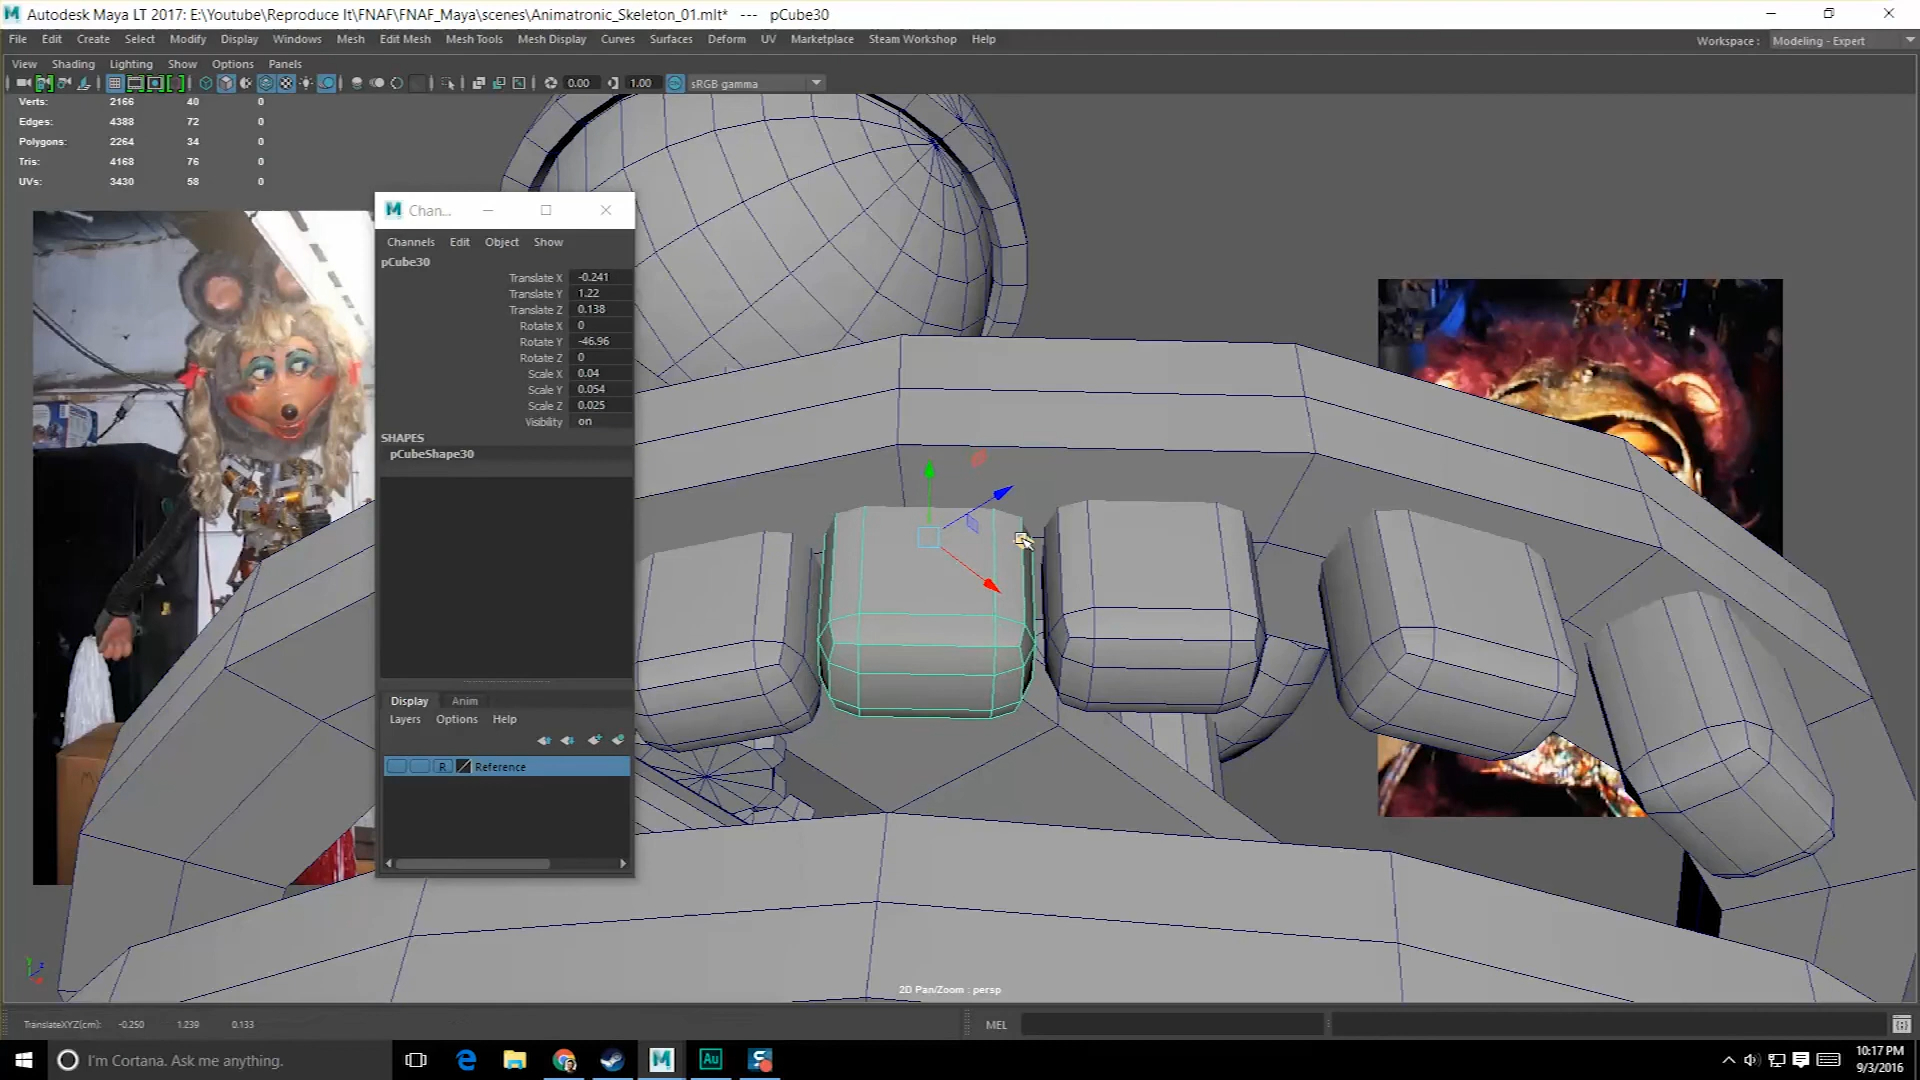 Autodesk Maya LT 2017: E:\Youtube\Reproduce It\FNAF\FNAF_Maya\scenes\Animatronic_Skeleton_01.mlt*   ---   pCube30
File Edit Create Select Modify Display Windows Mesh Edit Mesh Mesh Tools Mesh Display Curves Surfaces Deform UV Marketplace Steam Workshop Help Workspace: Modeling - Expert
View Shading Lighting Show Options Panels
0.00 1.00 sRGB gamma
Verts: 2166 40 0
Edges: 4388 72 0
Polygons: 2264 34 0
Tris: 4168 76 0
UVs: 3430 58 0
Chan...
Channels Edit Object Show
pCube30
Translate X -0.241
Translate Y 1.22
Translate Z 0.138
Rotate X 0
Rotate Y -46.96
Rotate Z 0
Scale X 0.04
Scale Y 0.054
Scale Z 0.025
Visibility on
SHAPES
pCubeShape30
Display Anim
Layers Options Help
R Reference
2D Pan/Zoom : persp
TranslateXYZ(cm): -0.250 1.239 0.133 MEL
I'm Cortana. Ask me anything.
Au
10:17 PM
9/3/2016